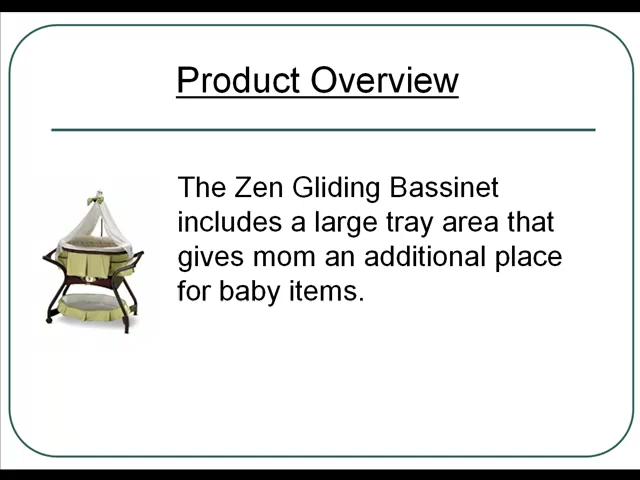 Product Overview
The Zen Gliding Bassinet
includes a large tray area that
gives mom an additional place
for baby items.